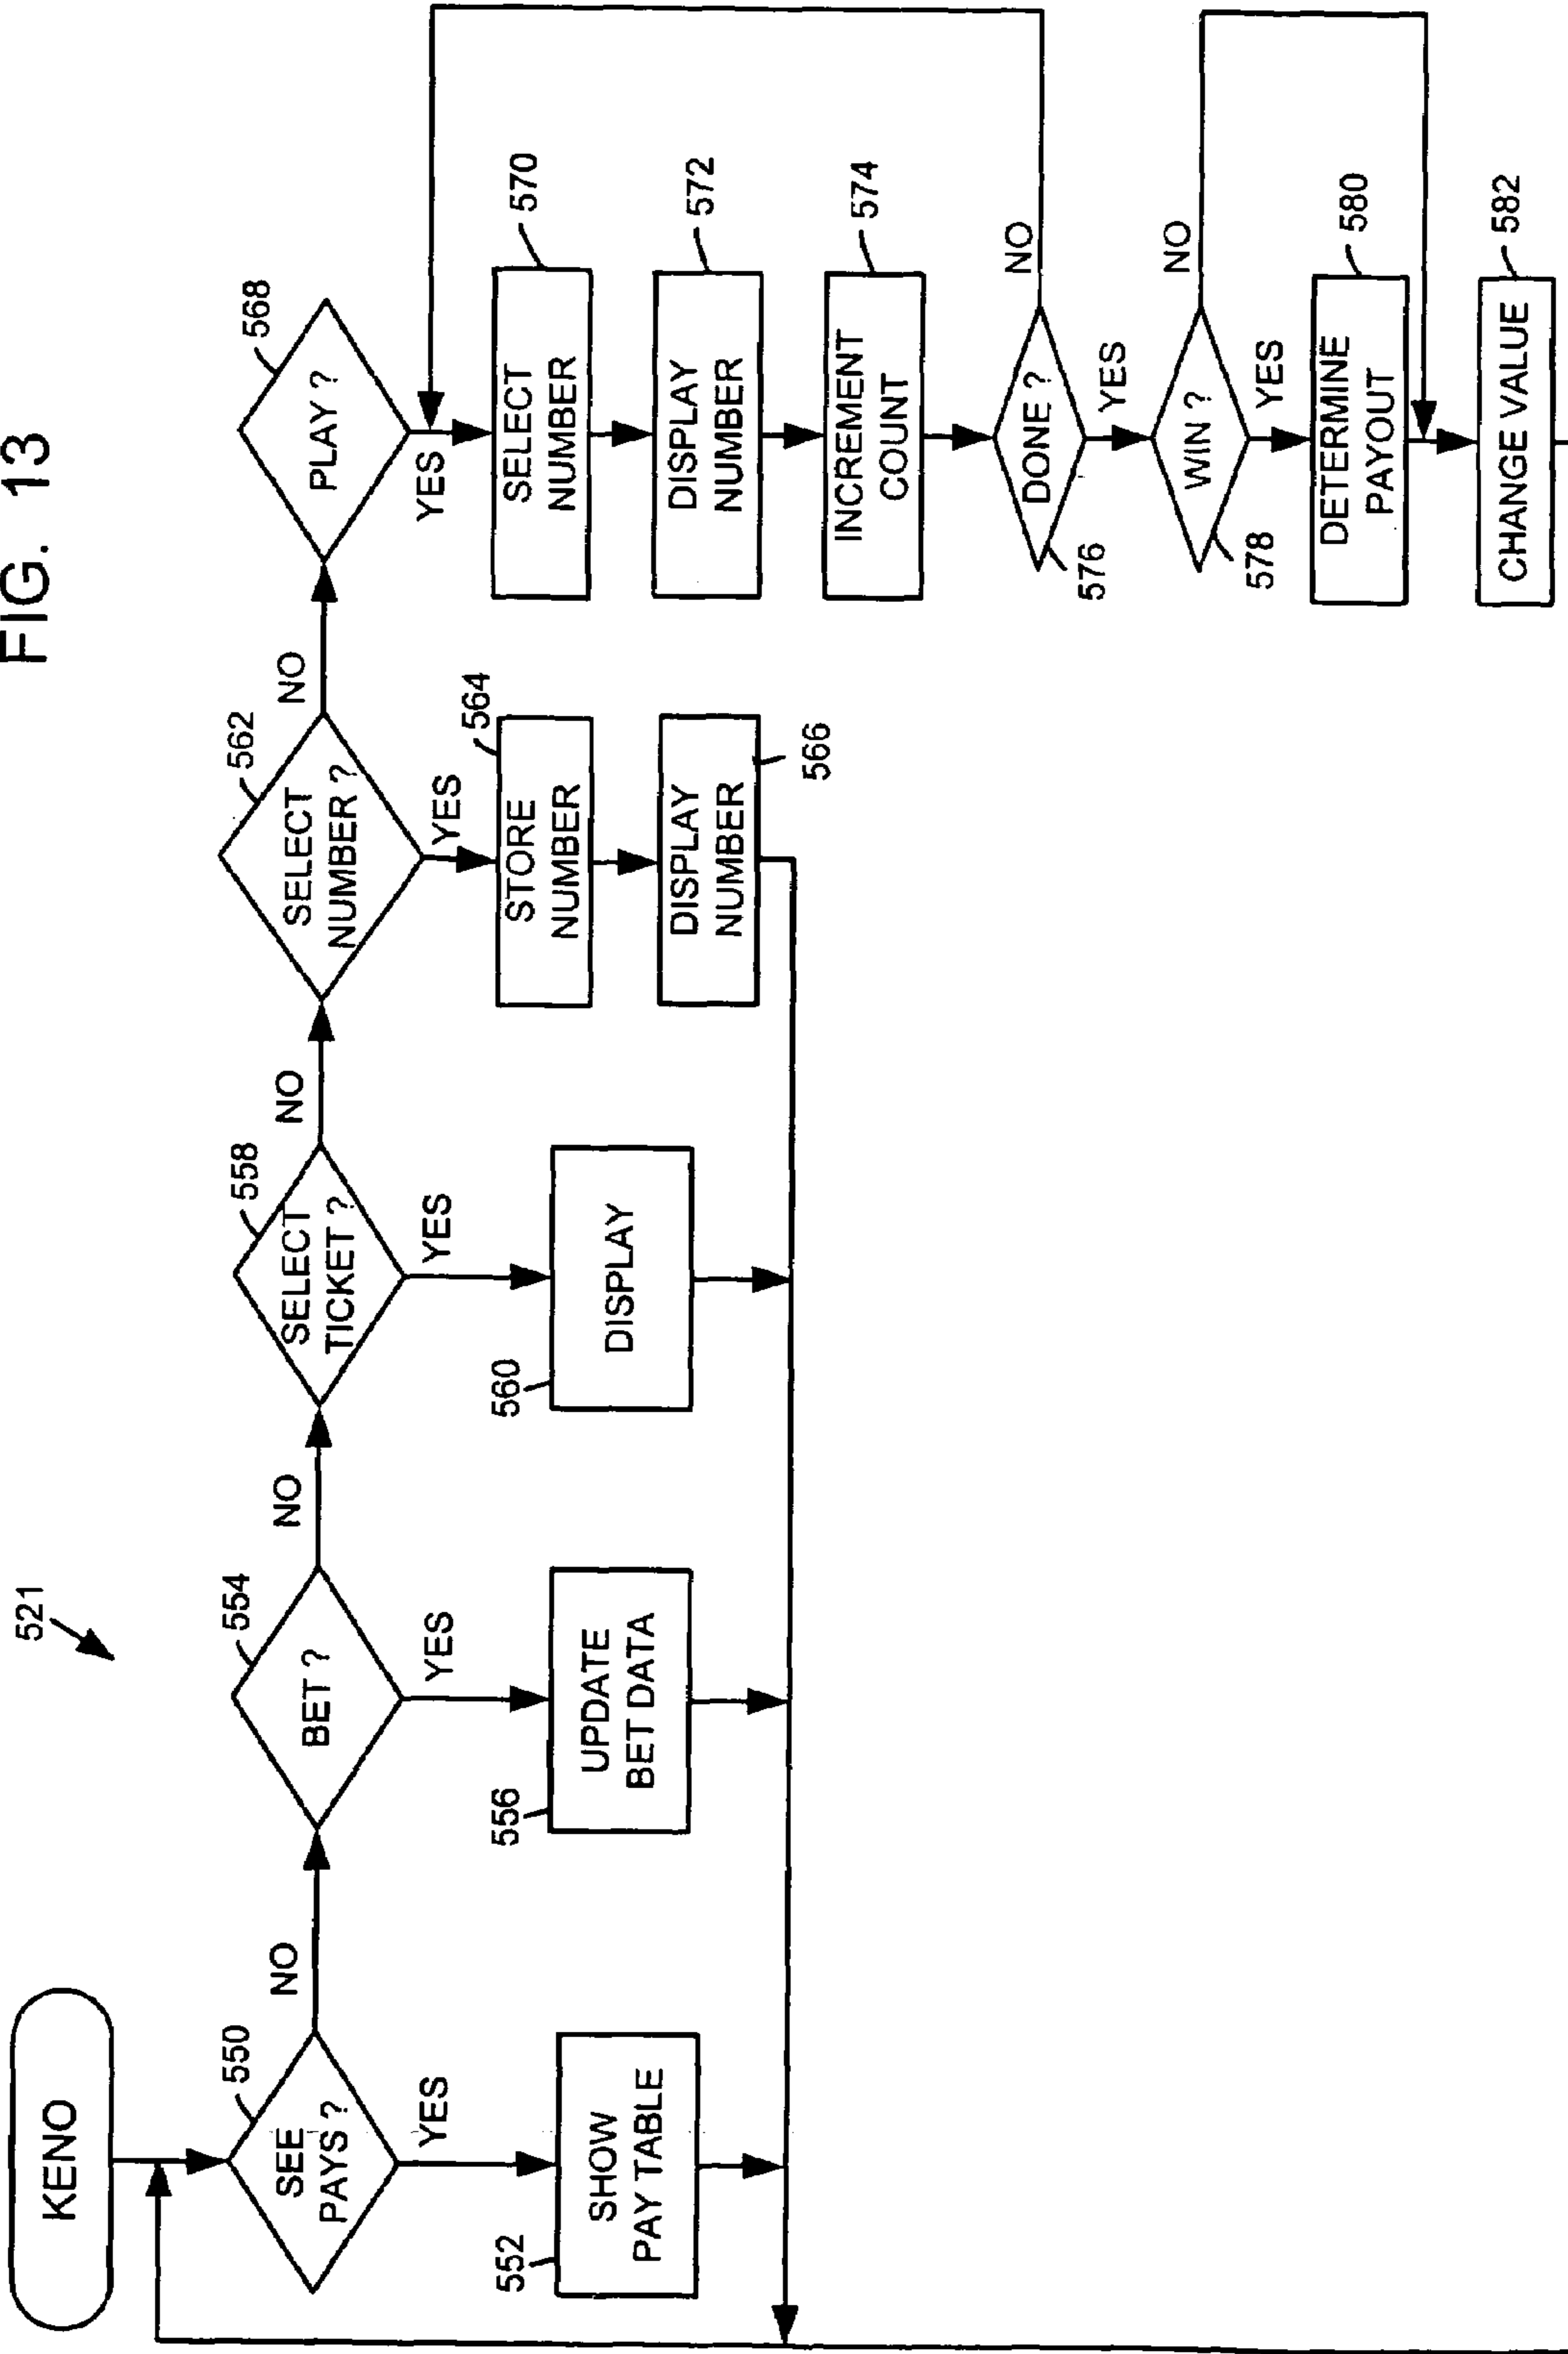 FIG. 13
521
KENO
550
SEE
PAYS ?
NO
YES
552
SHOW
PAY TABLE
554
BET ?
NO
YES
556
UPDATE
BET DATA
558
SELECT
TICKET ?
NO
YES
560
DISPLAY
562
SELECT
NUMBER ?
NO
YES
564
STORE
NUMBER
566
DISPLAY
NUMBER
568
PLAY ?
YES
570
SELECT
NUMBER
572
DISPLAY
NUMBER
574
INCREMENT
COUNT
576
DONE ?
NO
YES
578
WIN ?
NO
YES
580
DETERMINE
PAYOUT
582
CHANGE VALUE